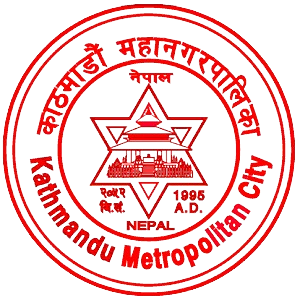 काठमाडौं महानगरपालिका
नेपाल
२०५२
वि.सं.
1995
A.D.
NEPAL
Kathmandu Metropolitan City